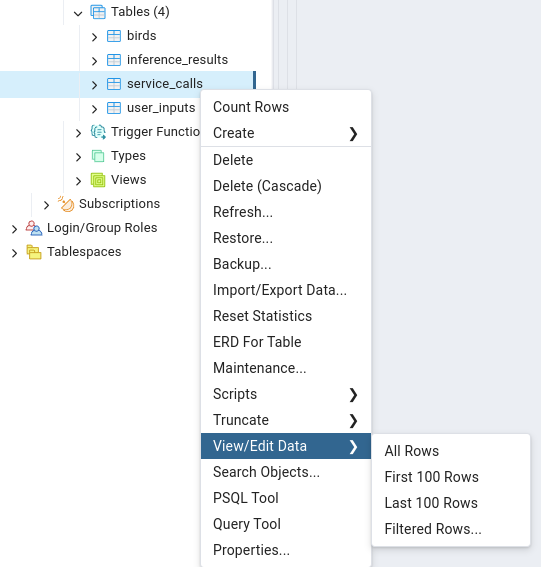 Tables (4)
birds
inference_results
service_calls
user_inputs
Trigger Functio
Types
Views
Subscriptions
Login/Group Roles
Tablespaces
Count Rows
Create
Delete
Delete (Cascade)
Refresh...
Restore...
Backup...
Import/Export Data...
Reset Statistics
ERD For Table
Maintenance...
Scripts
Truncate
View/Edit Data
Search Objects...
PSQL Tool
Query Tool
Properties...
All Rows
First 100 Rows
Last 100 Rows
Filtered Rows...